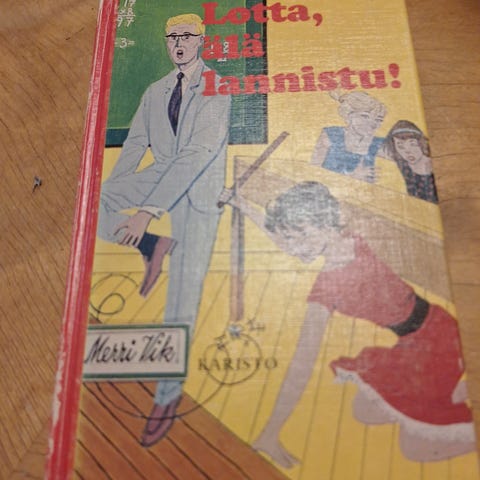 Lotta,
älä
lannistu!
Merri Vik
KARISTO